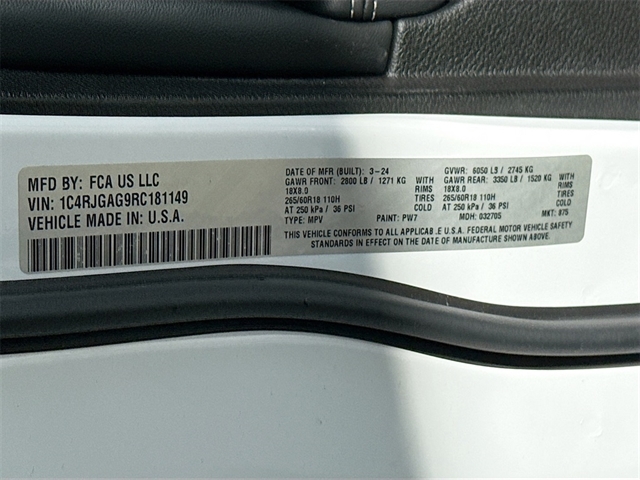 MFD BY: FCA US LLC
VIN: 1C4RJGAG9RC181149
VEHICLE MADE IN U.S.A.
DATE OF MFR (BUILT): 3-24 GVWR: 6050 LB / 2745 KG
GAWR FRONT: 2800 LB / 1271 KG WITH GAWR REAR: 3350 LB / 1520 KG WITH
18X8.0 RIMS 18X8.0 RIMS
265/60R18 110H TIRES 265/60R18 110H TIRES
AT 250 kPa / 36 PSI COLD AT 250 kPa / 36 PSI COLD
TYPE: MPV PAINT: PW7 MDH: 032705 MKT: 875
THIS VEHICLE CONFORMS TO ALL APPLICAB.E U.S.A. FEDERAL MOTOR VEHICLE SAFETY
STANDARDS IN EFFECT ON THE DATE OF MANUFACTURE SHOWN ABOVE.